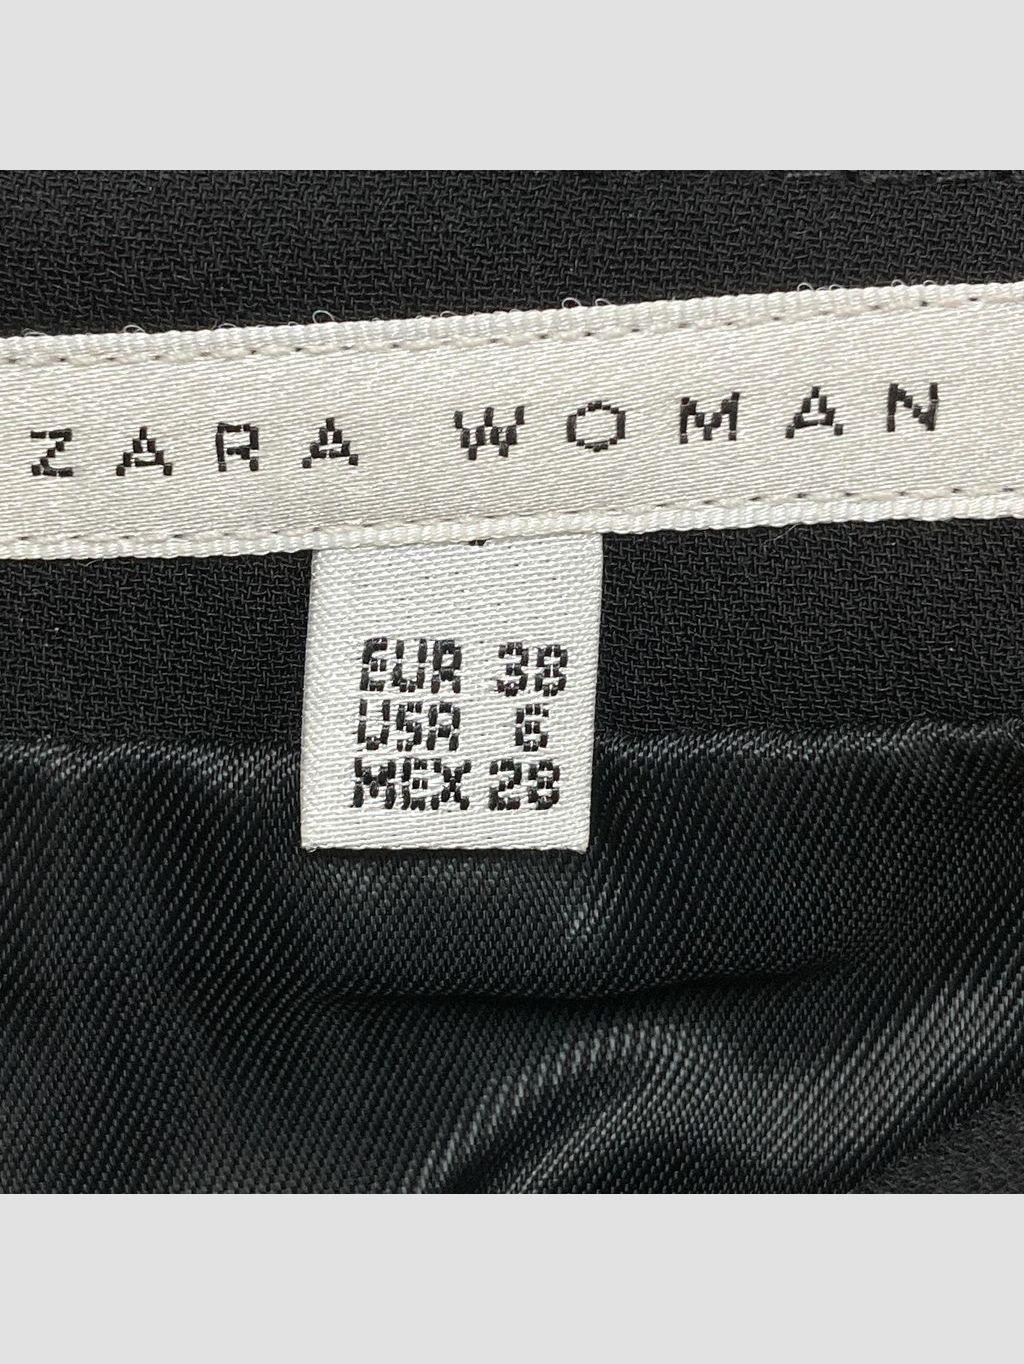 ZARA WOMAN
EUR 38
USA 6
MEX 28